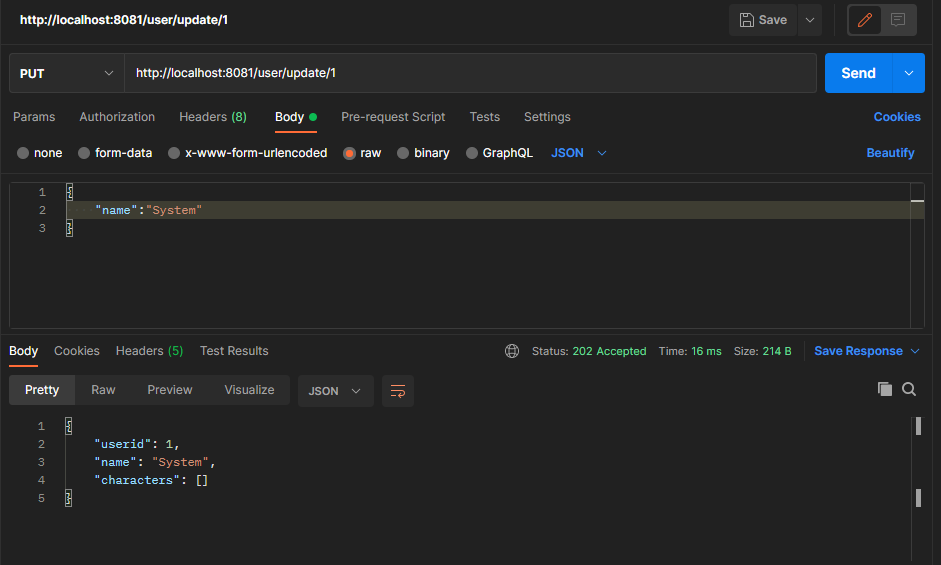 http://localhost:8081/user/update/1 Save
PUT http://localhost:8081/user/update/1 Send
Params Authorization Headers (8) Body Pre-request Script Tests Settings Cookies
none form-data x-www-form-urlencoded raw binary GraphQL JSON Beautify
1 {
2 "name":"System"
3 }
Body Cookies Headers (5) Test Results Status: 202 Accepted Time: 16 ms Size: 214 B Save Response
Pretty Raw Preview Visualize JSON
1 {
2 "userid": 1,
3 "name": "System",
4 "characters": []
5 }